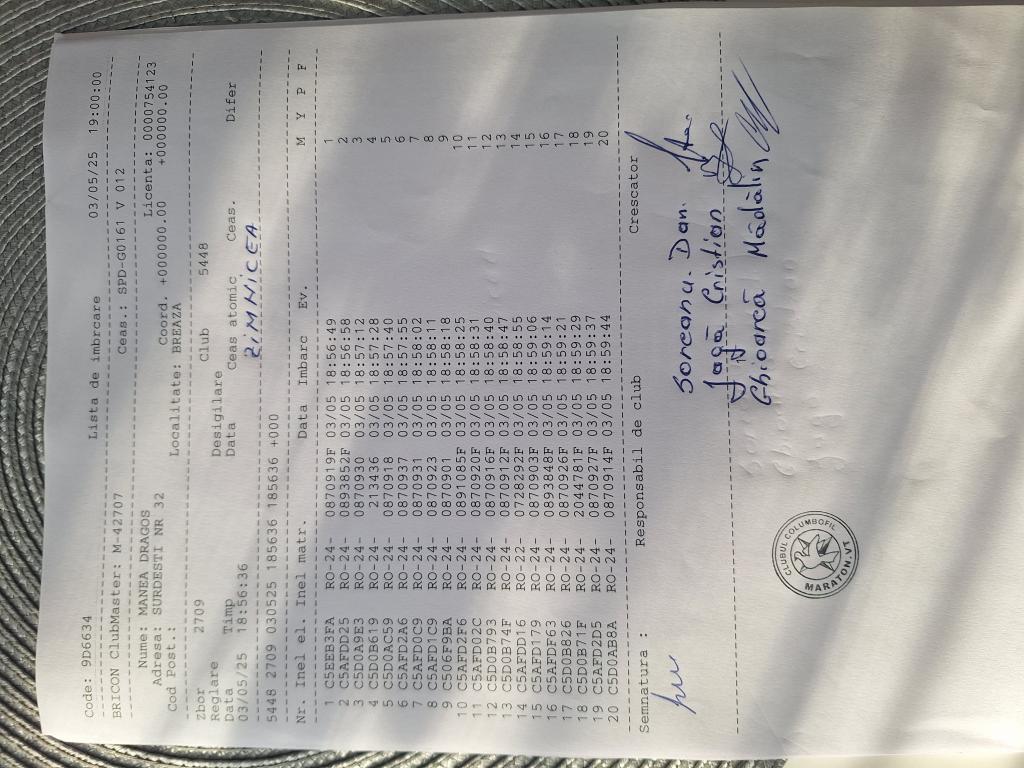 Code: 9D6634 Lista de imbrcare 03/05/25 19:00:00
BRICON ClubMaster: M-42707 Ceas.: SPD-G0161 V 012
Nume: MANEA DRAGOS Licenta: 0000754123
Adresa: SURDESTI NR 32 Coord. +000000.00 +000000.00
Cod Post.: Localitate: BREAZA
Zbor 2709 Club 5448
Reglare Desigilare
Data Timp Data Ceas atomic Ceas. Difer
03/05/25 18:56:36 ZIMNICEA
5448 2709 030525 185636 185636 +000
Nr. Inel el. Inel matr. Data Imbarc Ev. M Y P F
1 C5EEB3FA RO-24- 0870919F 03/05 18:56:49 1
2 C5AFDD25 RO-24- 0893852F 03/05 18:56:58 2
3 C5D0A9E3 RO-24- 0870930 03/05 18:57:12 3
4 C5D0B619 RO-24- 213436 03/05 18:57:28 4
5 C5D0AC59 RO-24- 0870918 03/05 18:57:40 5
6 C5AFD2A6 RO-24- 0870937 03/05 18:57:55 6
7 C5AFD0C9 RO-24- 0870931 03/05 18:58:02 7
8 C5AFD1C9 RO-24- 0870923 03/05 18:58:11 8
9 C506F9BA RO-24- 0870901 03/05 18:58:18 9
10 C5AFD2F6 RO-24- 0891085F 03/05 18:58:25 10
11 C5AFD02C RO-24- 0870920F 03/05 18:58:31 11
12 C5D0B793 RO-24- 0870916F 03/05 18:58:40 12
13 C5D0B74F RO-24- 0870912F 03/05 18:58:47 13
14 C5AFDD16 RO-22- 0728292F 03/05 18:58:55 14
15 C5AFD179 RO-24- 0870903F 03/05 18:59:06 15
16 C5AFDF63 RO-24- 0893848F 03/05 18:59:14 16
17 C5D0B826 RO-24- 0870926F 03/05 18:59:21 17
18 C5D0B71F RO-24- 2044781F 03/05 18:59:29 18
19 C5AFD2D5 RO-24- 0870927F 03/05 18:59:37 19
20 C5D0AB8A RO-24- 0870914F 03/05 18:59:44 20
Semnatura : Responsabil de club Crescator
Soreanu Dan.
Jagă Cristian
Ghioarcă Mădălin
CLUBUL COLUMBOFIL
MARATON.VT